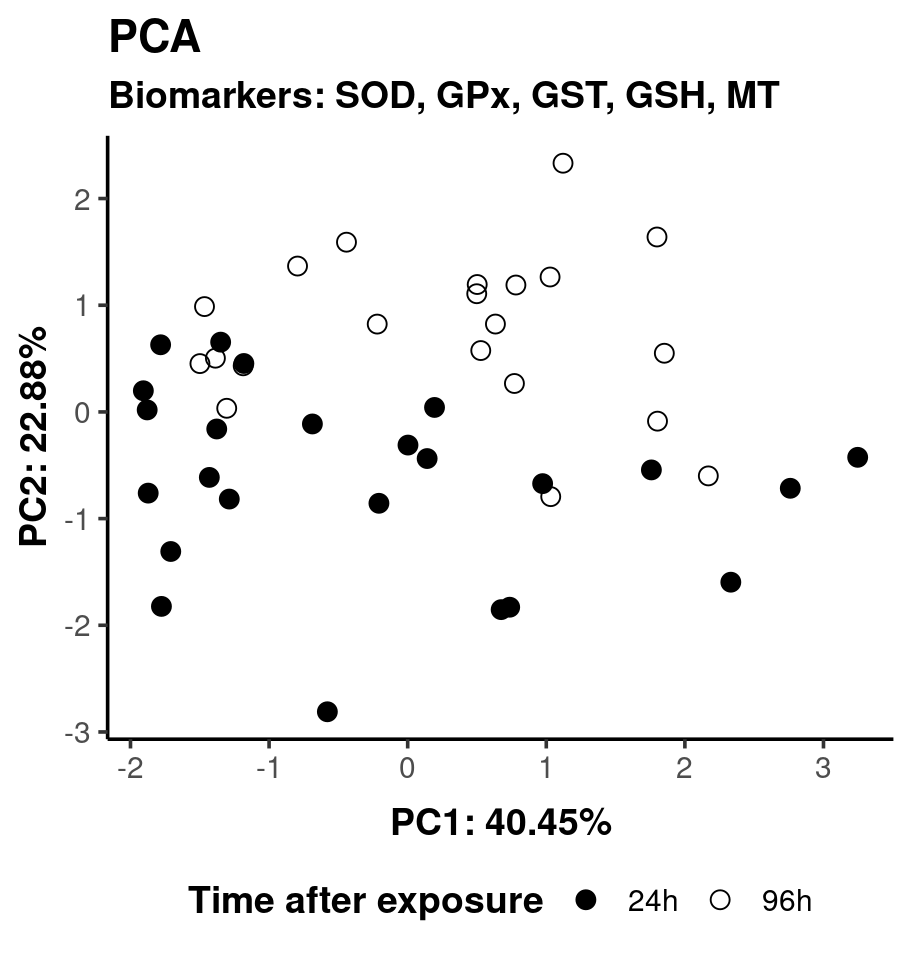 PCA
Biomarkers: SOD, GPx, GST, GSH, MT
PC2: 22.88%
2
1
0
-1
-2
-3
-2 -1 0 1 2 3
PC1: 40.45%
Time after exposure 24h 96h